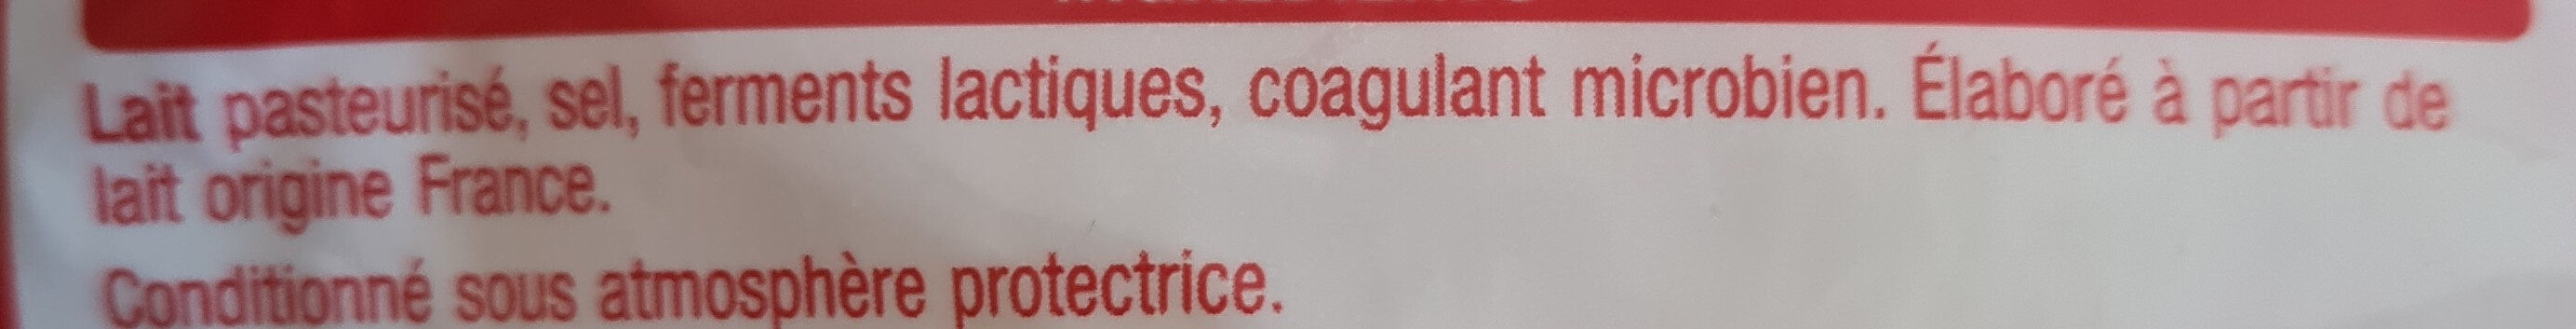 Lait pasteurisé, sel, ferments lactiques, coagulant microbien. Élaboré à partir de
lait origine France.
Conditionné sous atmosphère protectrice.